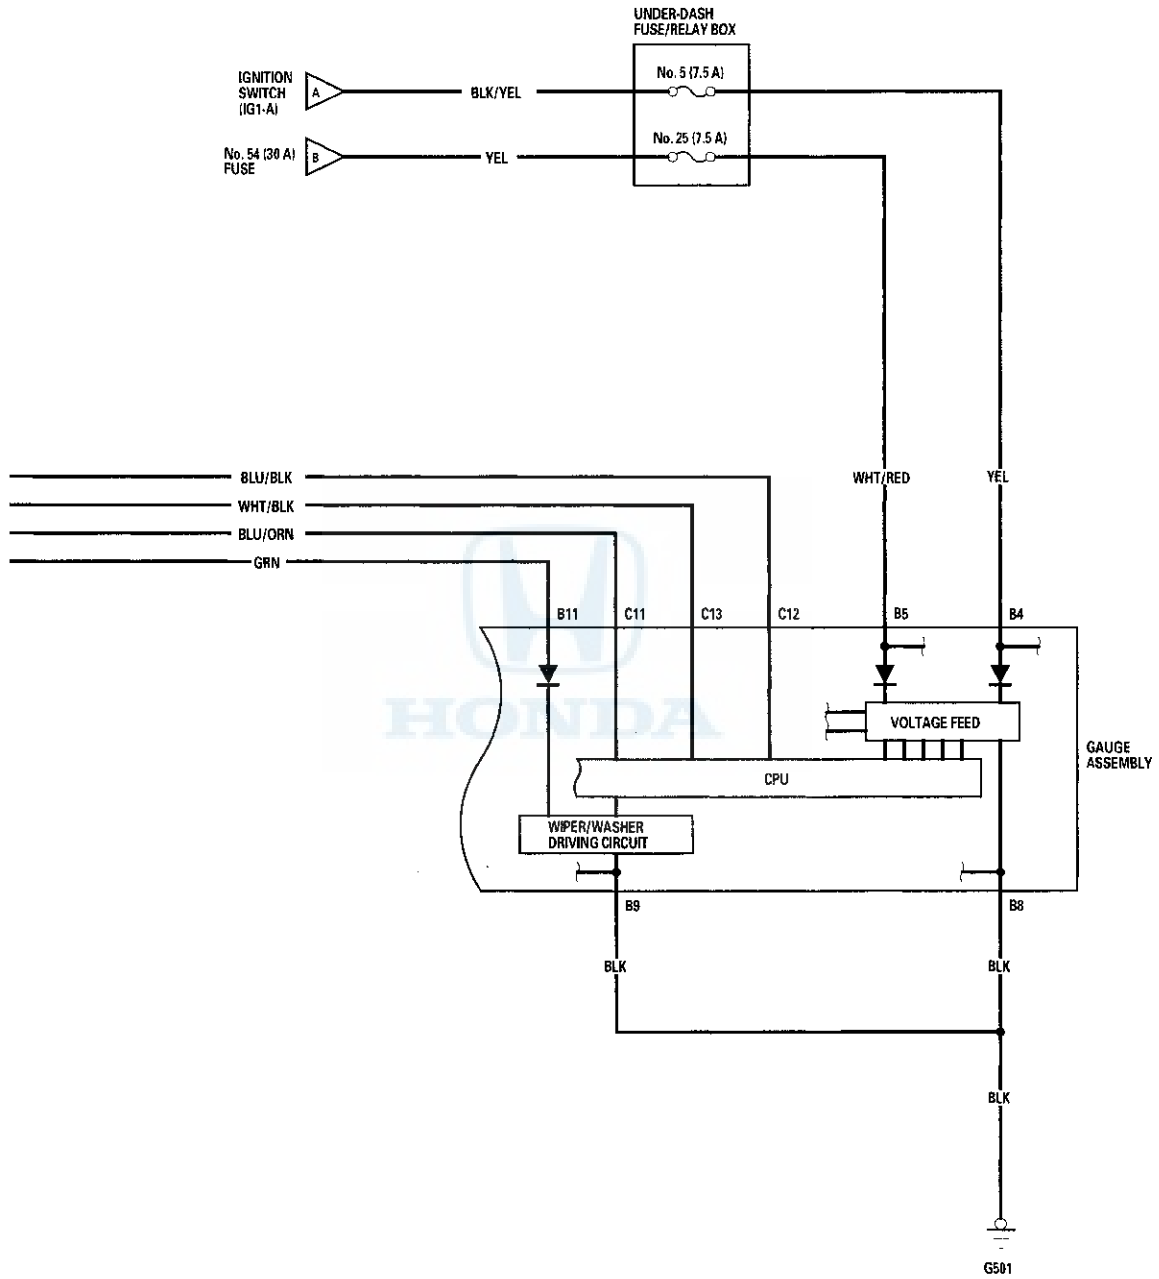 UNDER-DASH
FUSE/RELAY BOX
IGNITION
SWITCH
(IG1-A)
A
BLK/YEL
No. 5 (7.5 A)
No. 54 (30 A)
FUSE
B
YEL
No. 25 (7.5 A)
BLU/BLK
WHT/BLK
BLU/ORN
GRN
WHT/RED
YEL
B11
C11
C13
C12
B5
B4
HONDA
VOLTAGE FEED
GAUGE
ASSEMBLY
CPU
WIPER/WASHER
DRIVING CIRCUIT
B9
B8
BLK
BLK
BLK
G501